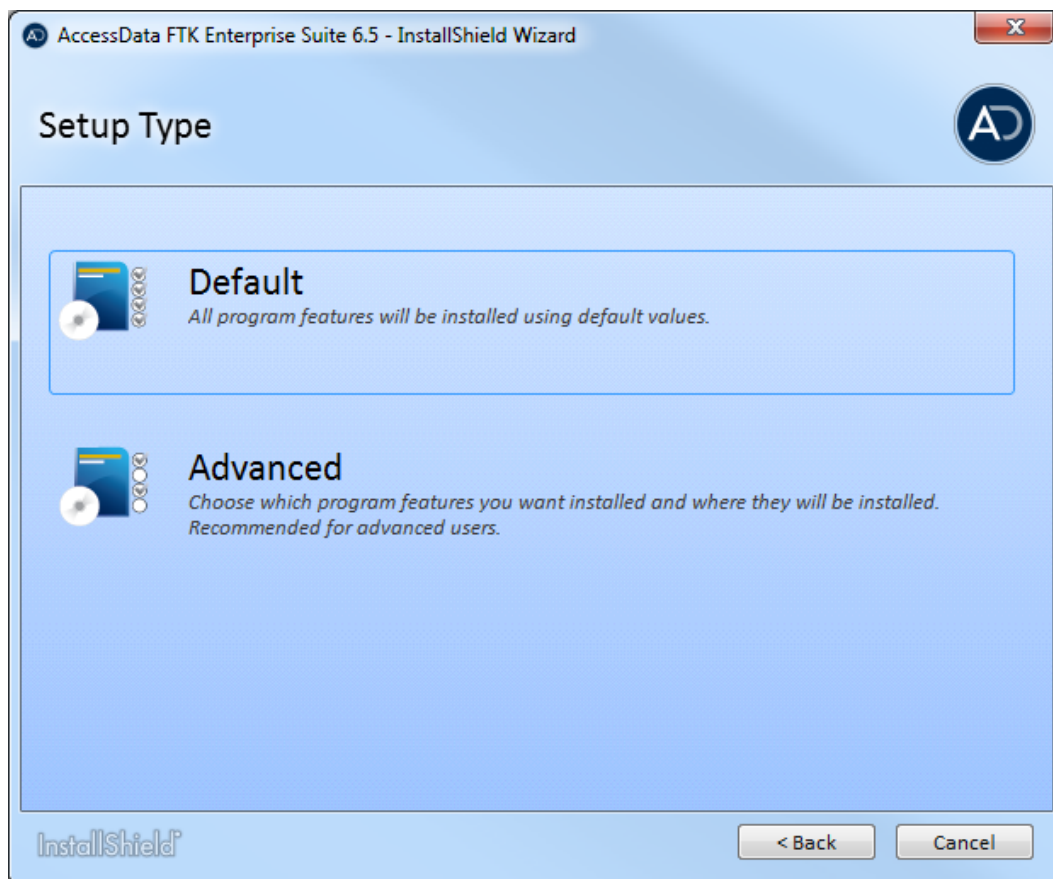 AccessData FTK Enterprise Suite 6.5 - InstallShield Wizard
X
Setup Type
AD
Default
All program features will be installed using default values.
Advanced
Choose which program features you want installed and where they will be installed.
Recommended for advanced users.
InstallShield
< Back
Cancel